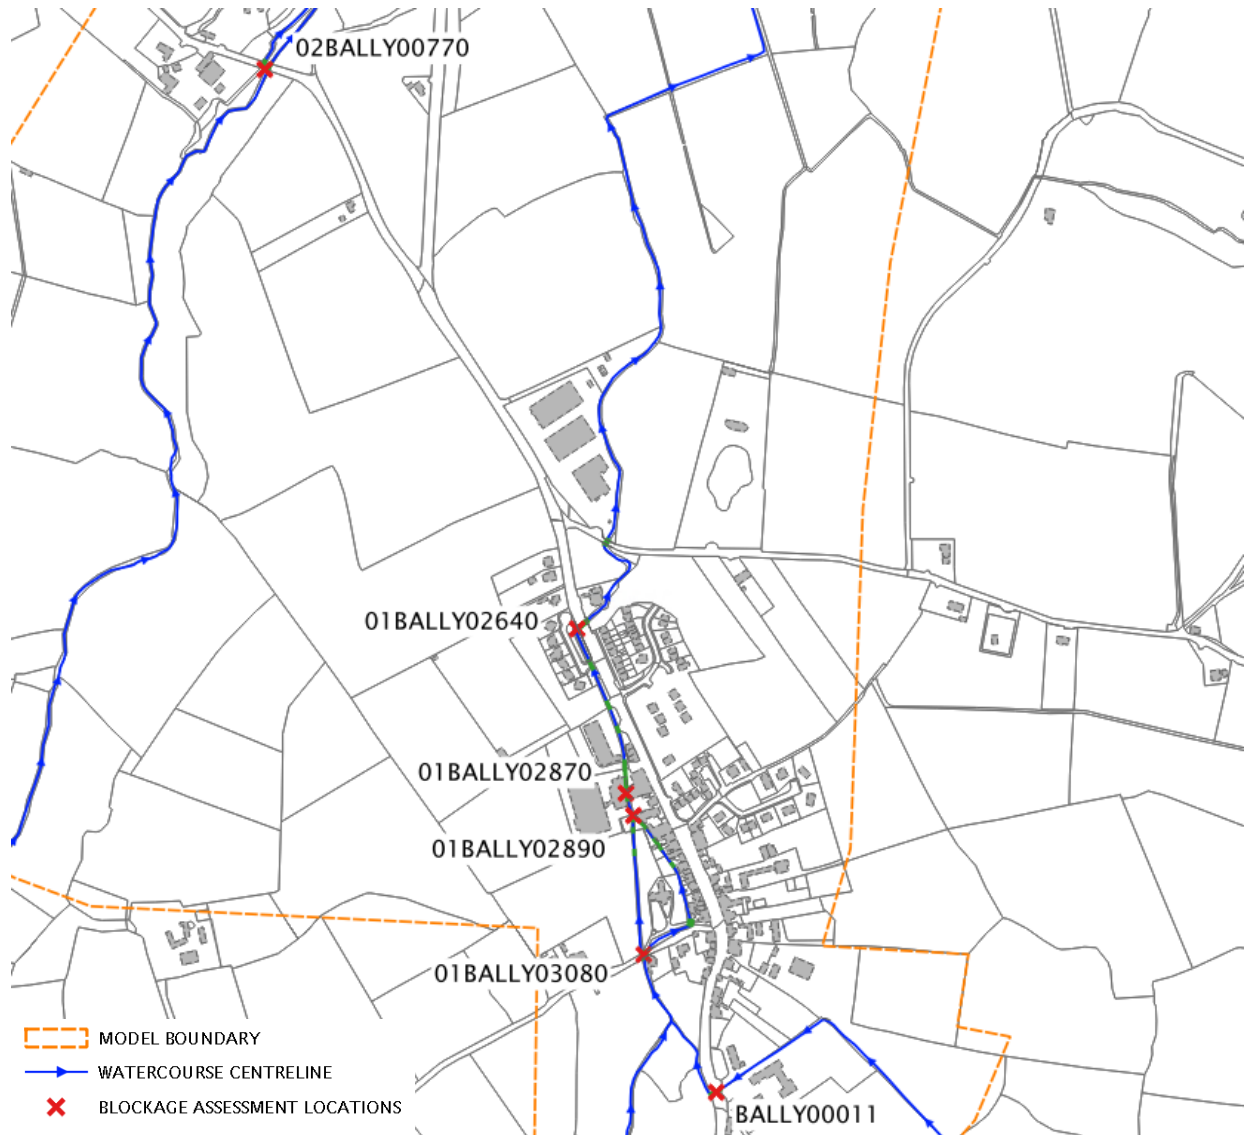 02BALLY00770
01BALLY02640
01BALLY02870
01BALLY02890
01BALLY03080
BALLY00011
MODEL BOUNDARY
WATERCOURSE CENTRELINE
BLOCKAGE ASSESSMENT LOCATIONS